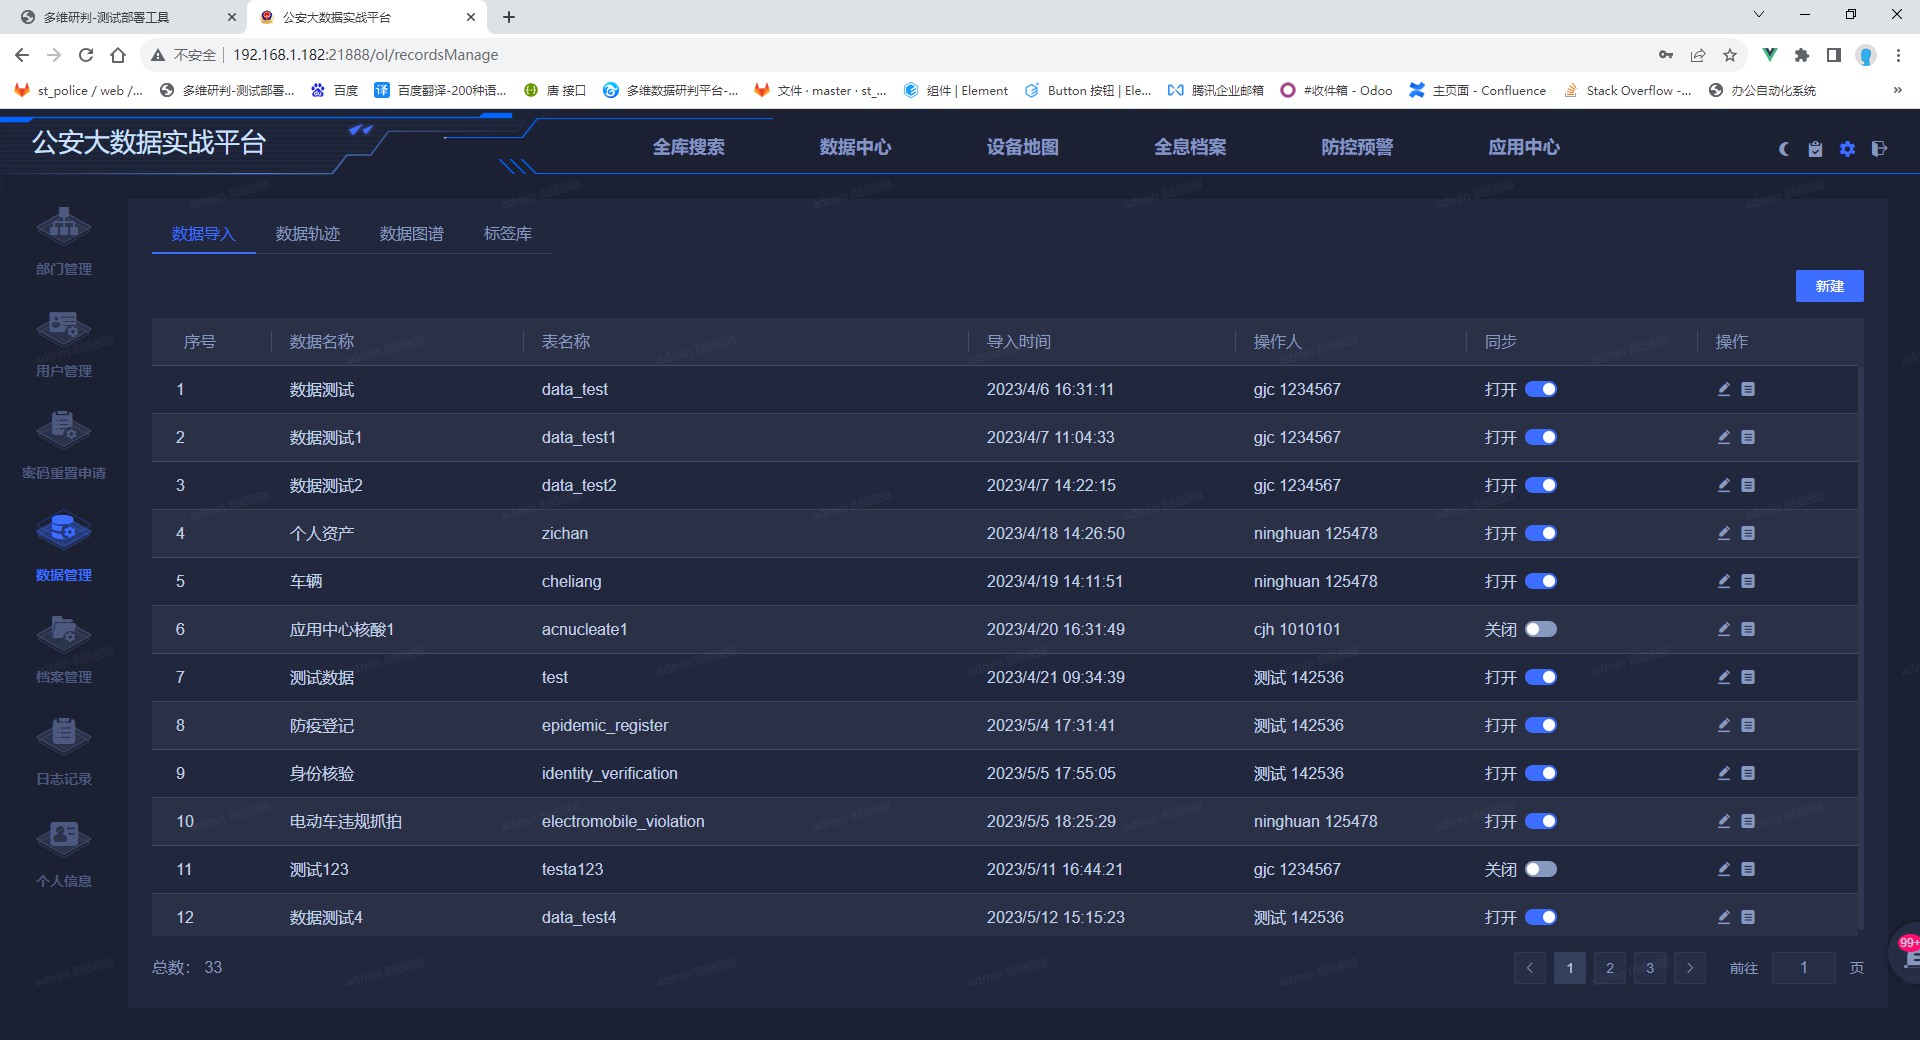 多维研判-测试部署工具
公安大数据实战平台
不安全 192.168.1.182:21888/ol/recordsManage
st_police / web /...
多维研判-测试部署...
百度
译 百度翻译-200种语...
唐 接口
多维数据研判平台-...
文件 · master · st_...
组件 | Element
Button 按钮 | Ele...
腾讯企业邮箱
#收件箱 - Odoo
主页面 - Confluence
Stack Overflow -...
办公自动化系统
公安大数据实战平台
全库搜索 数据中心 设备地图 全息档案 防控预警 应用中心
部门管理
用户管理
密码重置申请
数据管理
档案管理
日志记录
个人信息
数据导入 数据轨迹 数据图谱 标签库
新建
序号 数据名称 表名称 导入时间 操作人 同步 操作
1 数据测试 data_test 2023/4/6 16:31:11 gjc 1234567 打开
2 数据测试1 data_test1 2023/4/7 11:04:33 gjc 1234567 打开
3 数据测试2 data_test2 2023/4/7 14:22:15 gjc 1234567 打开
4 个人资产 zichan 2023/4/18 14:26:50 ninghuan 125478 打开
5 车辆 cheliang 2023/4/19 14:11:51 ninghuan 125478 打开
6 应用中心核酸1 acnucleate1 2023/4/20 16:31:49 cjh 1010101 关闭
7 测试数据 test 2023/4/21 09:34:39 测试 142536 打开
8 防疫登记 epidemic_register 2023/5/4 17:31:41 测试 142536 打开
9 身份核验 identity_verification 2023/5/5 17:55:05 测试 142536 打开
10 电动车违规抓拍 electromobile_violation 2023/5/5 18:25:29 ninghuan 125478 打开
11 测试123 testa123 2023/5/11 16:44:21 gjc 1234567 关闭
12 数据测试4 data_test4 2023/5/12 15:15:23 测试 142536 打开
总数： 33
1 2 3 前往 1 页
99+
admin 888888